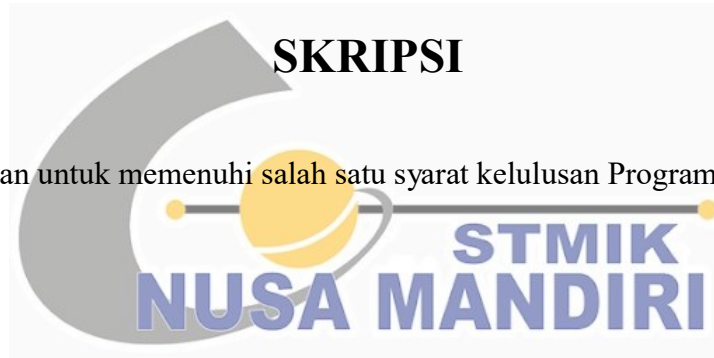 SKRIPSI
an untuk memenuhi salah satu syarat kelulusan Program
STMIK
NUSA MANDIRI